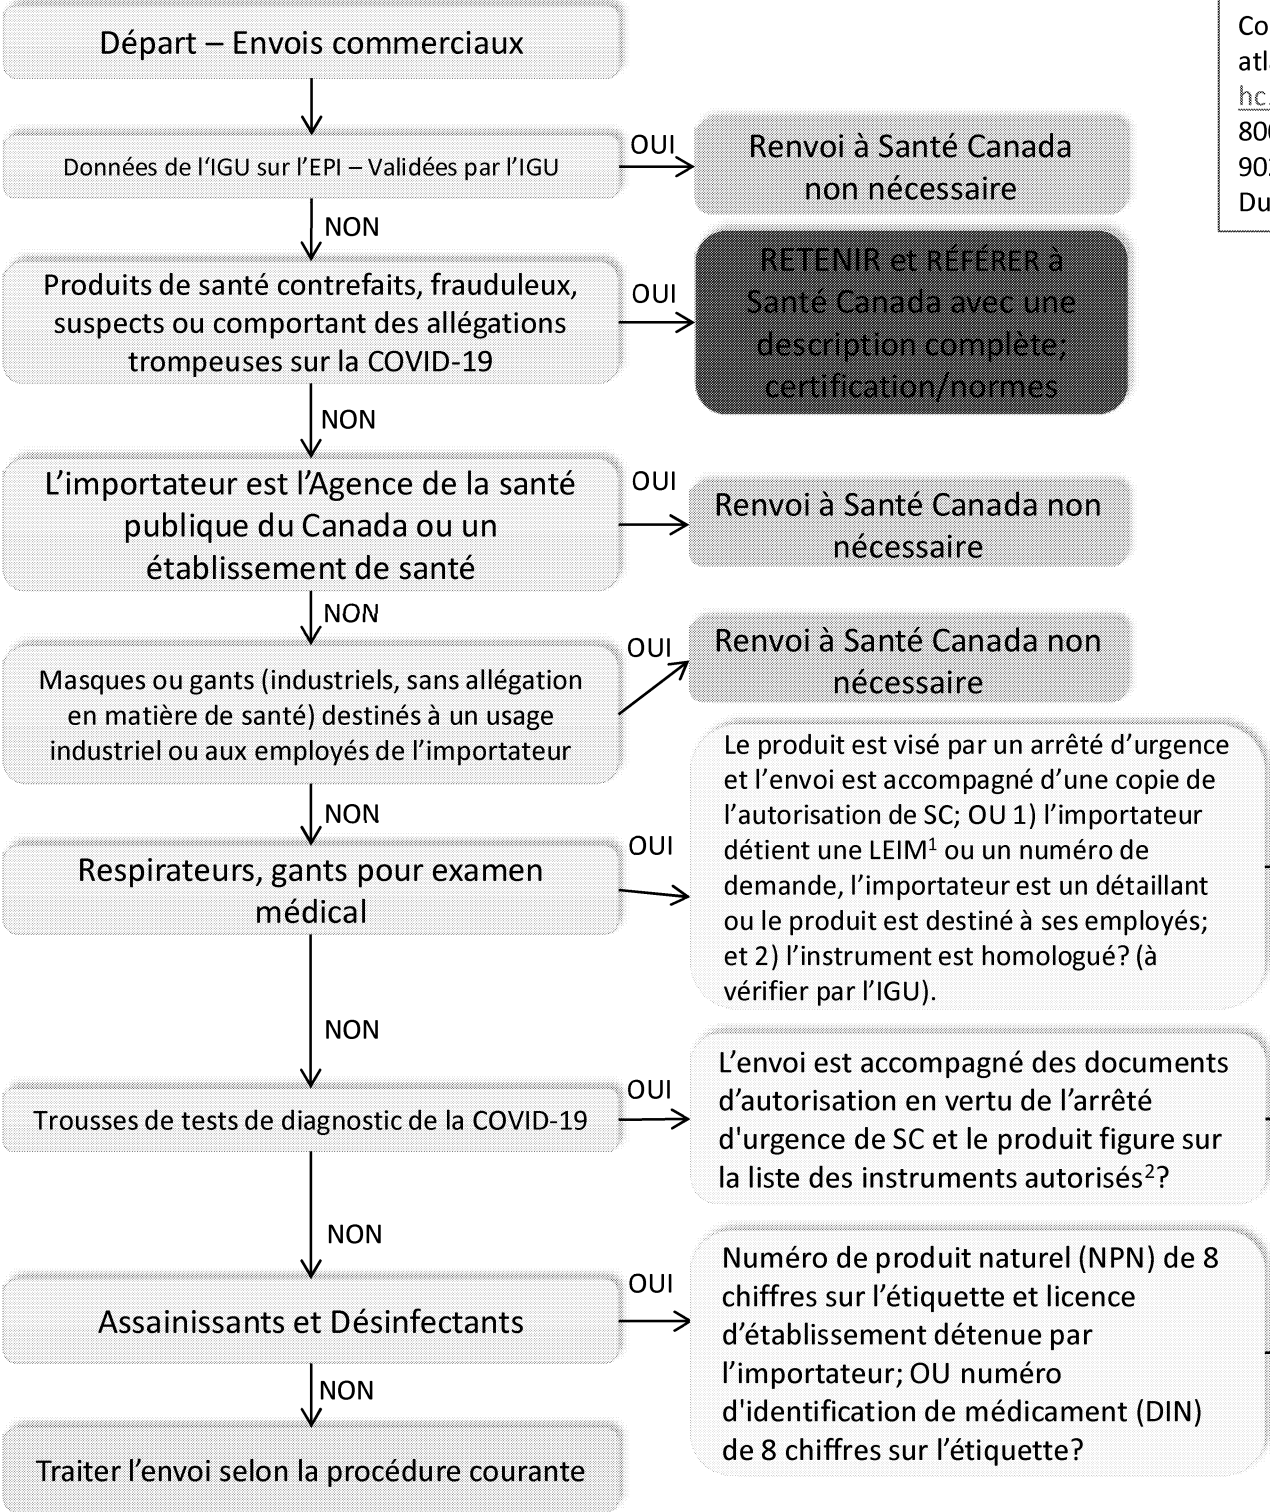 Départ – Envois commerciaux
Données de l‘IGU sur l’EPI – Validées par l’IGU
OUI
Renvoi à Santé Canada
non nécessaire
NON
Produits de santé contrefaits, frauduleux,
suspects ou comportant des allégations
trompeuses sur la COVID-19
OUI
RETENIR et RÉFÉRER à
Santé Canada avec une
description complète;
certification/normes
NON
L’importateur est l’Agence de la santé
publique du Canada ou un
établissement de santé
OUI
Renvoi à Santé Canada non
nécessaire
NON
Masques ou gants (industriels, sans allégation
en matière de santé) destinés à un usage
industriel ou aux employés de l’importateur
OUI
Renvoi à Santé Canada non
nécessaire
NON
Respirateurs, gants pour examen
médical
OUI
Le produit est visé par un arrêté d’urgence
et l’envoi est accompagné d’une copie de
l’autorisation de SC; OU 1) l’importateur
détient une LEIM¹ ou un numéro de
demande, l’importateur est un détaillant
ou le produit est destiné à ses employés;
et 2) l’instrument est homologué? (à
vérifier par l’IGU).
NON
Trousses de tests de diagnostic de la COVID-19
OUI
L’envoi est accompagné des documents
d’autorisation en vertu de l’arrêté
d'urgence de SC et le produit figure sur
la liste des instruments autorisés²?
NON
Assainissants et Désinfectants
OUI
Numéro de produit naturel (NPN) de 8
chiffres sur l’étiquette et licence
d’établissement détenue par
l’importateur; OU numéro
d'identification de médicament (DIN)
de 8 chiffres sur l’étiquette?
NON
Traiter l’envoi selon la procédure courante
Co
hc.
Du